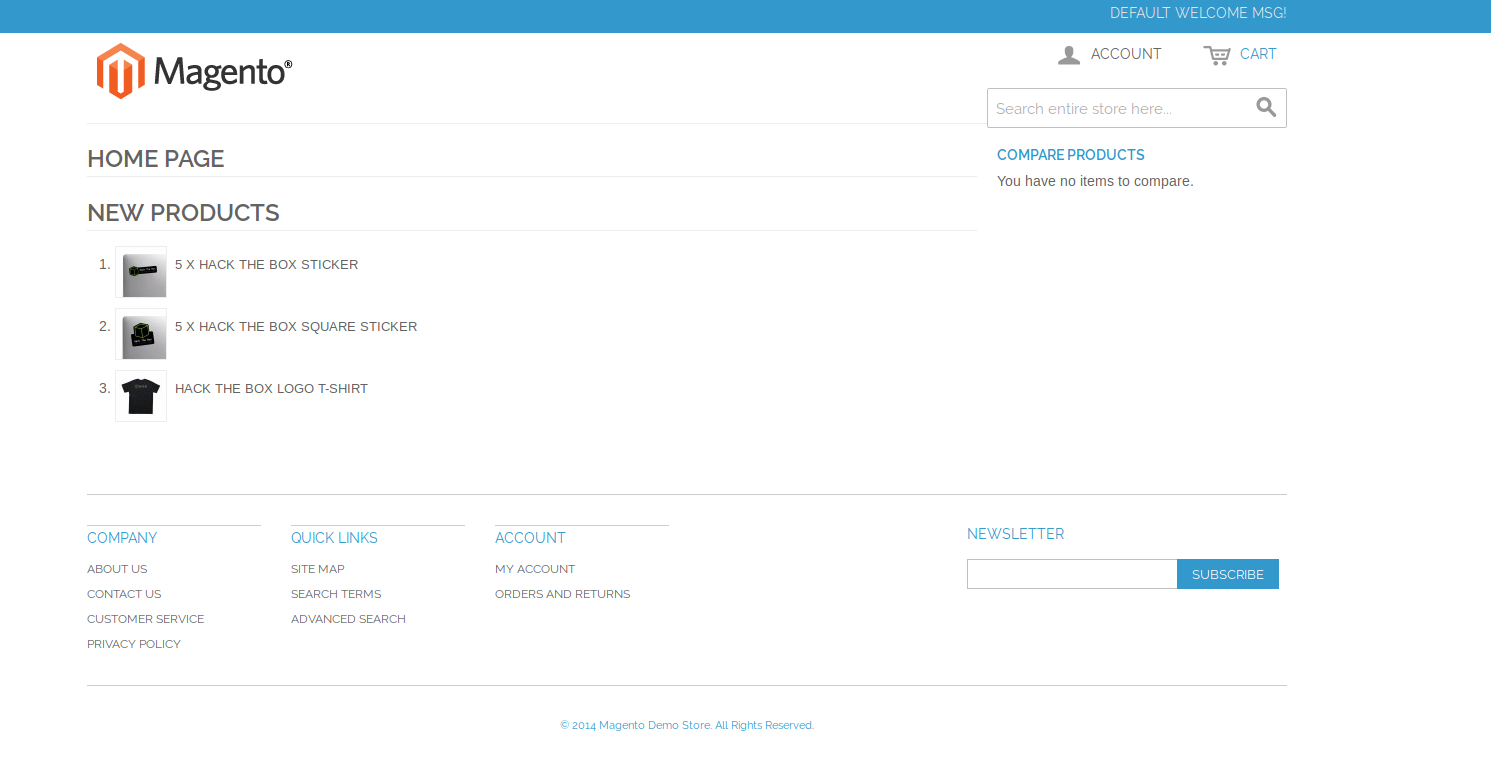 DEFAULT WELCOME MSG!
Magento®
ACCOUNT
CART
Search entire store here...
HOME PAGE
COMPARE PRODUCTS
You have no items to compare.
NEW PRODUCTS
1. 5 X HACK THE BOX STICKER
2. 5 X HACK THE BOX SQUARE STICKER
3. HACK THE BOX LOGO T-SHIRT
COMPANY
ABOUT US
CONTACT US
CUSTOMER SERVICE
PRIVACY POLICY
QUICK LINKS
SITE MAP
SEARCH TERMS
ADVANCED SEARCH
ACCOUNT
MY ACCOUNT
ORDERS AND RETURNS
NEWSLETTER
SUBSCRIBE
© 2014 Magento Demo Store. All Rights Reserved.